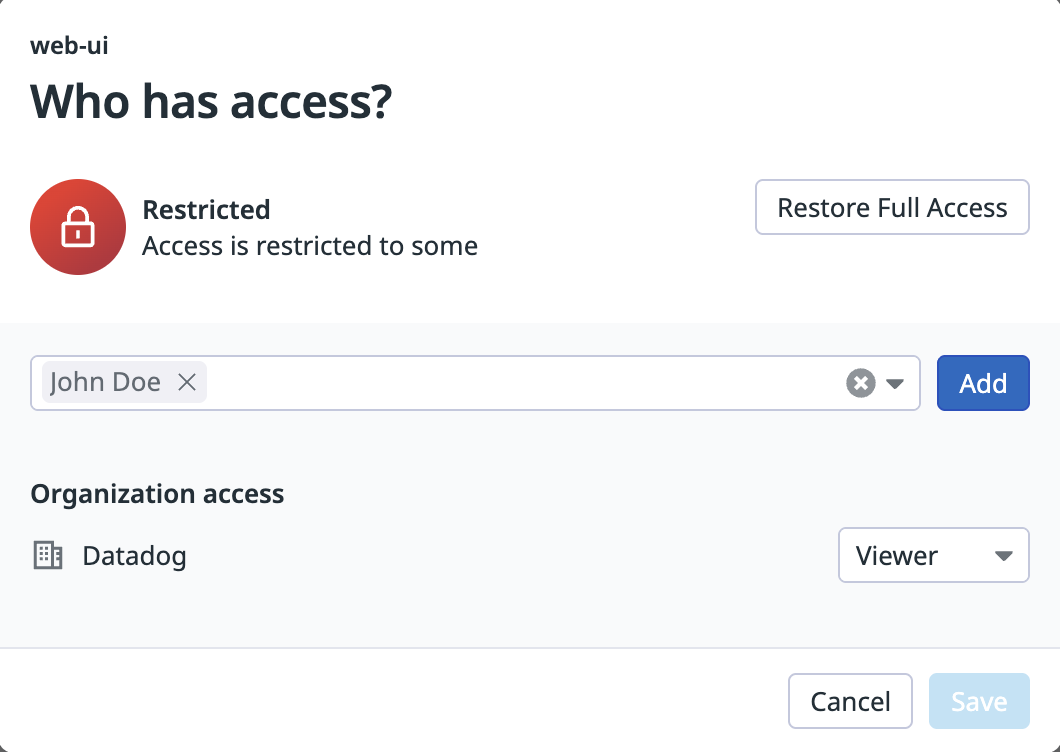 web-ui
Who has access?
Restricted
Access is restricted to some
Restore Full Access
John Doe
Add
Organization access
Datadog
Viewer
Cancel
Save